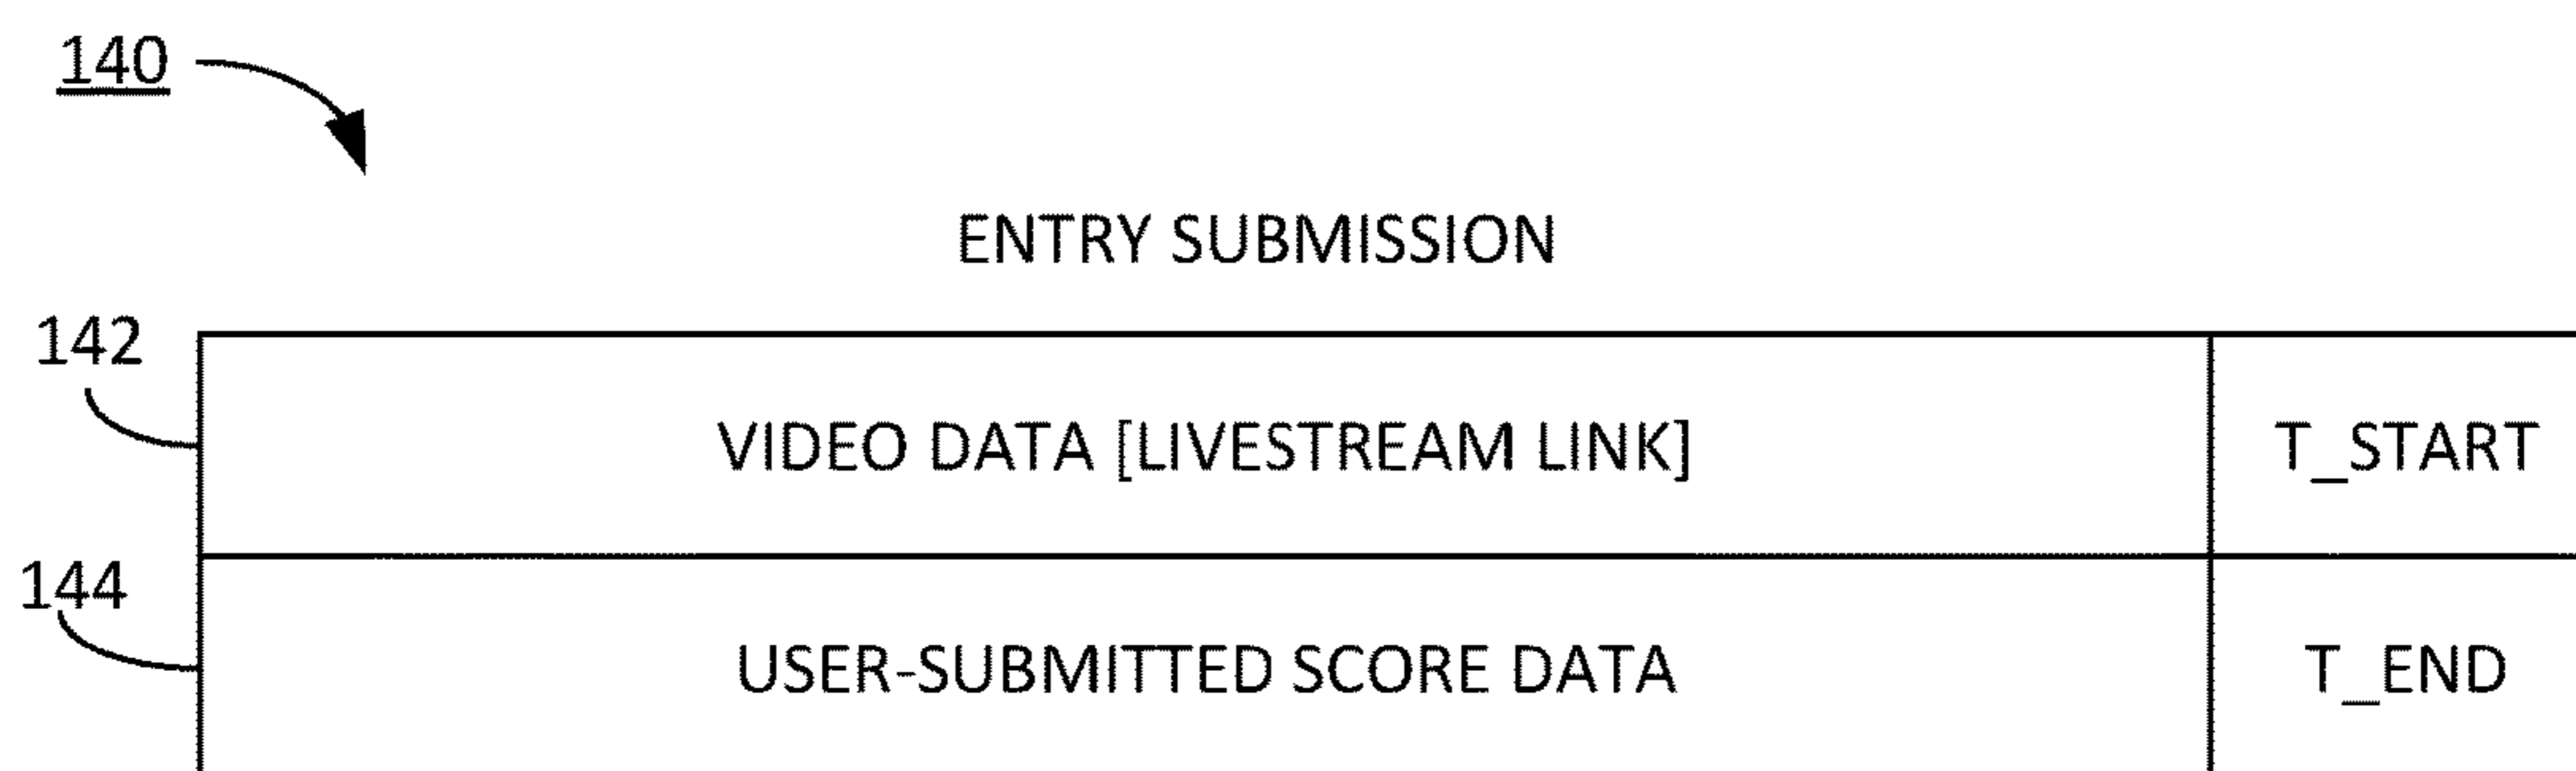 140
ENTRY SUBMISSION
142
VIDEO DATA [LIVESTREAM LINK] T_START
144
USER-SUBMITTED SCORE DATA T_END